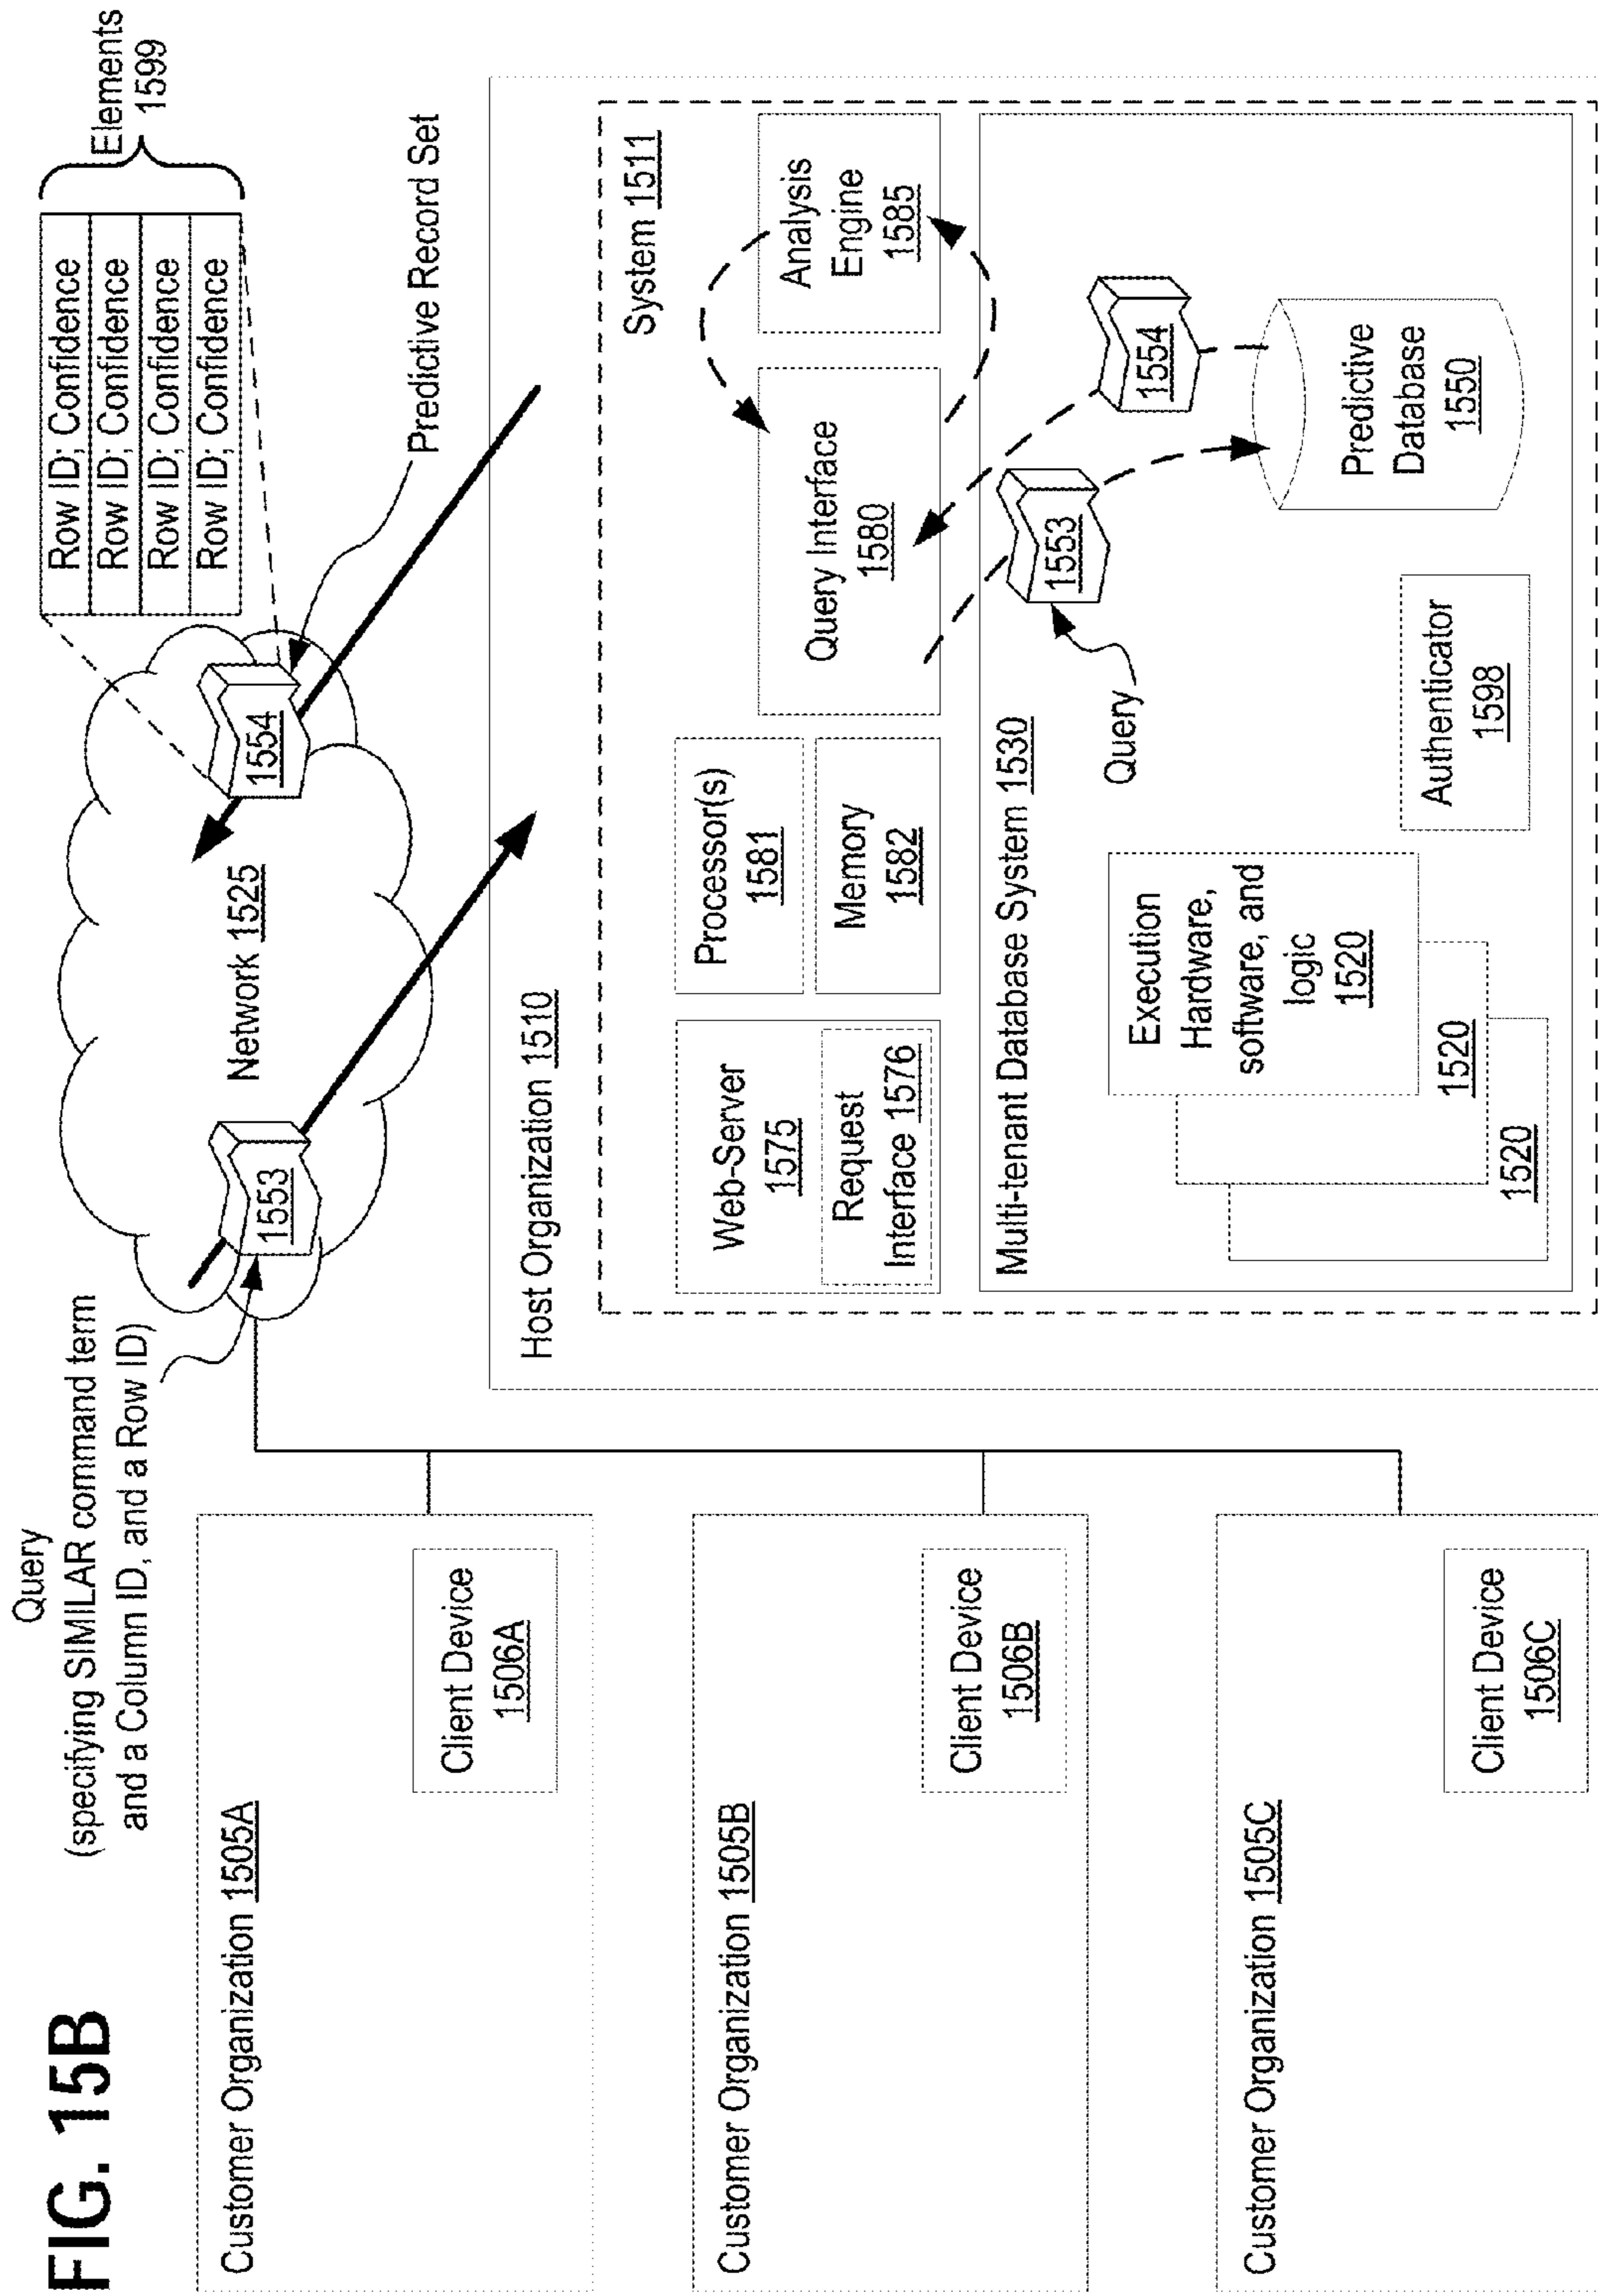 FIG. 15B
Query
(specifying SIMILAR command term
and a Column ID, and a Row ID)
Customer Organization 1505A
Client Device
1506A
Customer Organization 1505B
Client Device
1506B
Customer Organization 1505C
Client Device
1506C
1553
Network 1525
1554
Row ID; Confidence
Row ID; Confidence
Row ID; Confidence
Row ID; Confidence
Elements
1599
Predictive Record Set
Host Organization 1510
System 1511
Web-Server
1575
Request
Interface 1576
Processor(s)
1581
Memory
1582
Query Interface
1580
Analysis
Engine
1585
Multi-tenant Database System 1530
Execution
Hardware,
software, and
logic
1520
1520
1520
Query
1553
1554
Authenticator
1598
Predictive
Database
1550